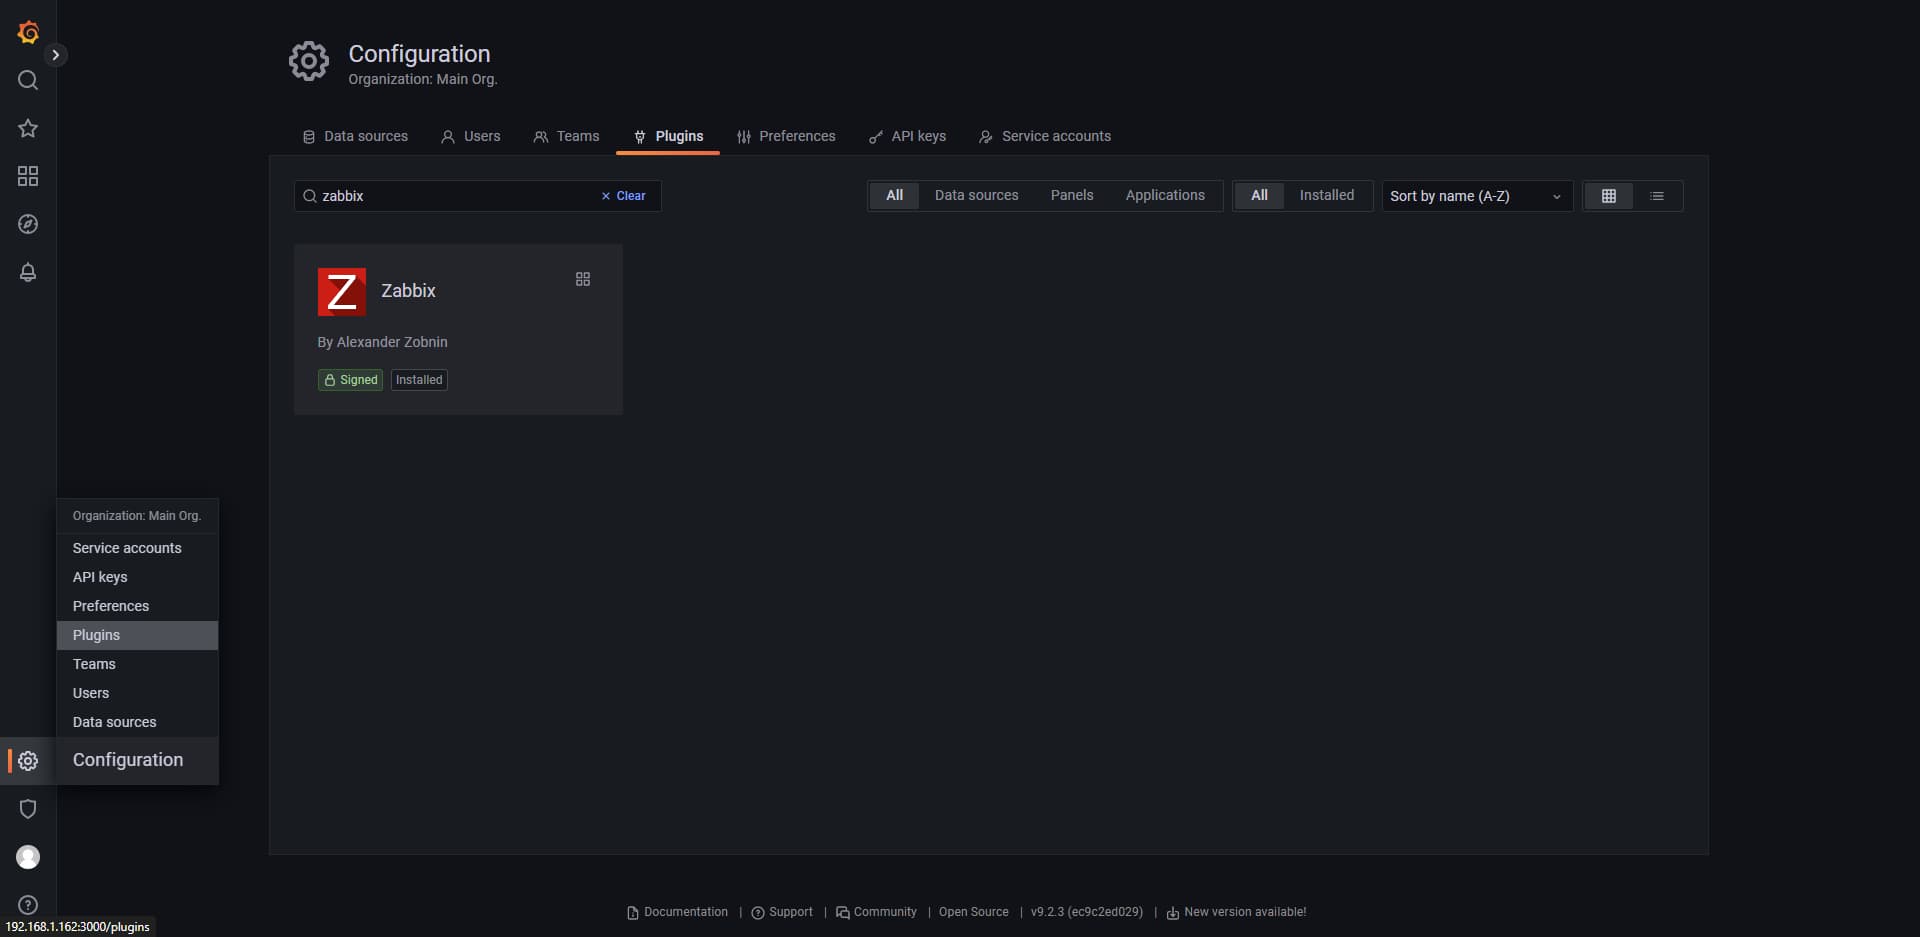 Configuration
Organization: Main Org.
Data sources Users Teams Plugins Preferences API keys Service accounts
zabbix Clear All Data sources Panels Applications All Installed Sort by name (A-Z)
Z Zabbix
By Alexander Zobnin
Signed Installed
Organization: Main Org.
Service accounts
API keys
Preferences
Plugins
Teams
Users
Data sources
Configuration
Documentation | Support | Community | Open Source | v9.2.3 (ec9c2ed029) | New version available!
192.168.1.162:3000/plugins